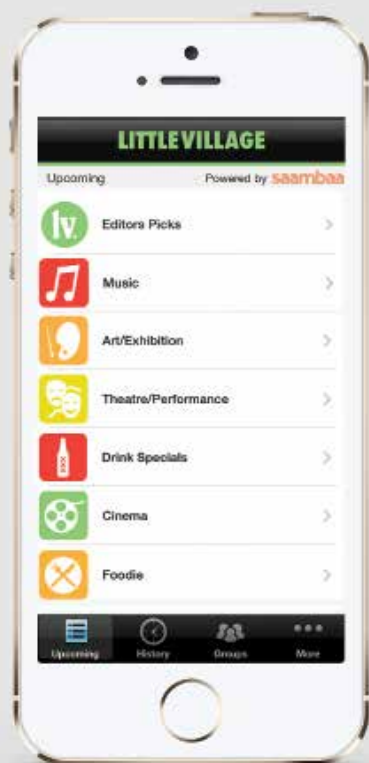 LITTLE VILLAGE
Upcoming Powered by saambaa
lv.
Editors Picks
Music
Art/Exhibition
Theatre/Performance
XXX
Drink Specials
Cinema
Foodie
Upcoming History Groups More